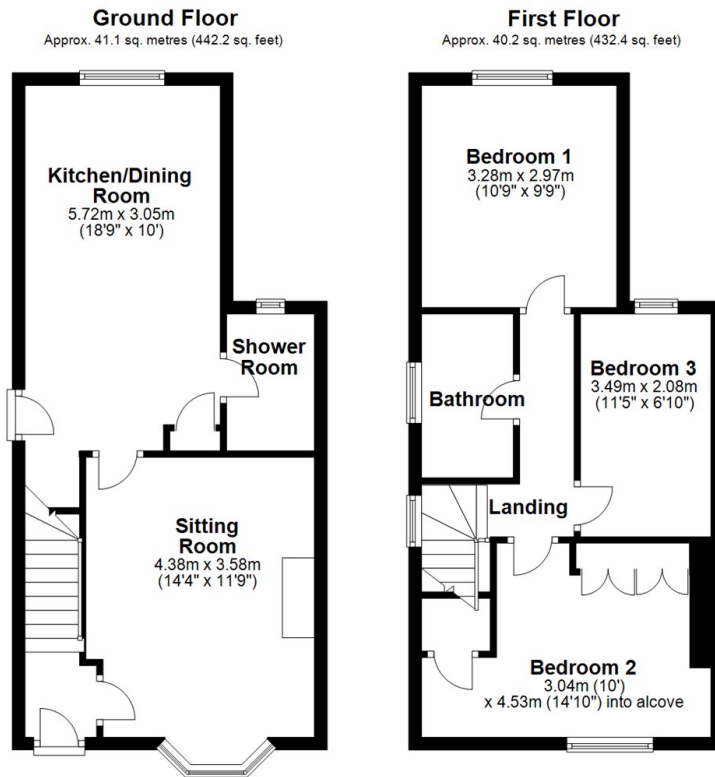 Ground Floor
Approx. 41.1 sq. metres (442.2 sq. feet)
Kitchen/Dining
Room
5.72m x 3.05m
(18'9" x 10')
Shower
Room
Sitting
Room
4.38m x 3.58m
(14'4" x 11'9")
First Floor
Approx. 40.2 sq. metres (432.4 sq. feet)
Bedroom 1
3.28m x 2.97m
(10'9" x 9'9")
Bathroom
Bedroom 3
3.49m x 2.08m
(11'5" x 6'10")
Landing
Bedroom 2
3.04m (10')
x 4.53m (14'10") into alcove